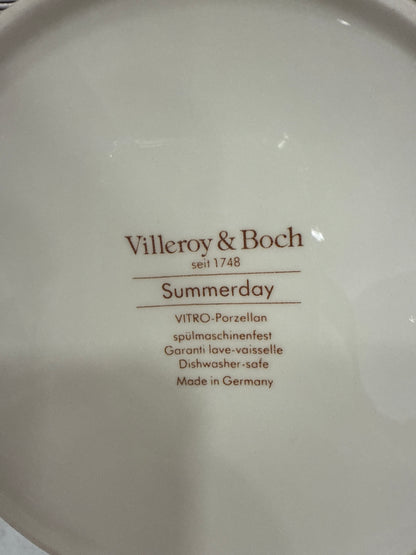 Villeroy & Boch
seit 1748
Summerday
VITRO-Porzellan
spülmaschinenfest
Garanti lave-vaisselle
Dishwasher-safe
Made in Germany